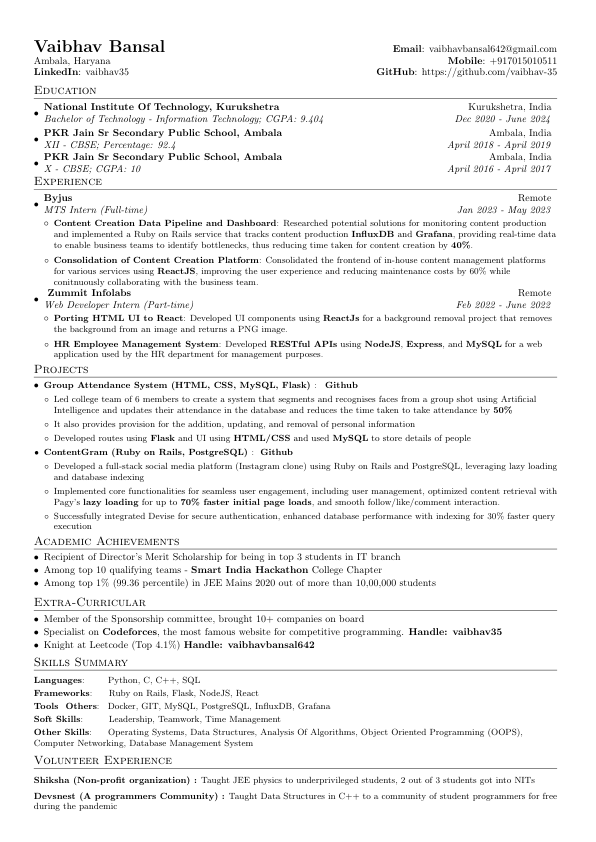 Vaibhav Bansal
Email: vaibhavbansal642@gmail.com
Ambala, Haryana
Mobile: +917015010511
LinkedIn: vaibhav35
GitHub: https://github.com/vaibhav-35
Education
• National Institute Of Technology, Kurukshetra Kurukshetra, India
Bachelor of Technology - Information Technology; CGPA: 9.404 Dec 2020 - June 2024
• PKR Jain Sr Secondary Public School, Ambala Ambala, India
XII - CBSE; Percentage: 92.4 April 2018 - April 2019
• PKR Jain Sr Secondary Public School, Ambala Ambala, India
X - CBSE; CGPA: 10 April 2016 - April 2017
Experience
• Byjus Remote
MTS Intern (Full-time) Jan 2023 - May 2023
◦ Content Creation Data Pipeline and Dashboard: Researched potential solutions for monitoring content production
and implemented a Ruby on Rails service that tracks content production InfluxDB and Grafana, providing real-time data
to enable business teams to identify bottlenecks, thus reducing time taken for content creation by 40%.
◦ Consolidation of Content Creation Platform: Consolidated the frontend of in-house content management platforms
for various services using ReactJS, improving the user experience and reducing maintenance costs by 60% while
continuously collaborating with the business team.
• Zummit Infolabs Remote
Web Developer Intern (Part-time) Feb 2022 - June 2022
◦ Porting HTML UI to React: Developed UI components using ReactJs for a background removal project that removes
the background from an image and returns a PNG image.
◦ HR Employee Management System: Developed RESTful APIs using NodeJS, Express, and MySQL for a web
application used by the HR department for management purposes.
Projects
• Group Attendance System (HTML, CSS, MySQL, Flask) : Github
◦ Led college team of 6 members to create a system that segments and recognises faces from a group shot using Artificial
Intelligence and updates their attendance in the database and reduces the time taken to take attendance by 50%
◦ It also provides provision for the addition, updating, and removal of personal information
◦ Developed routes using Flask and UI using HTML/CSS and used MySQL to store details of people
• ContentGram (Ruby on Rails, PostgreSQL) : Github
◦ Developed a full-stack social media platform (Instagram clone) using Ruby on Rails and PostgreSQL, leveraging lazy loading
and database indexing
◦ Implemented core functionalities for seamless user engagement, including user management, optimized content retrieval with
Pagy's lazy loading for up to 70% faster initial page loads, and smooth follow/like/comment interaction.
◦ Successfully integrated Devise for secure authentication, enhanced database performance with indexing for 30% faster query
execution
Academic Achievements
• Recipient of Director's Merit Scholarship for being in top 3 students in IT branch
• Among top 10 qualifying teams - Smart India Hackathon College Chapter
• Among top 1% (99.36 percentile) in JEE Mains 2020 out of more than 10,00,000 students
Extra-Curricular
• Member of the Sponsorship committee, brought 10+ companies on board
• Specialist on Codeforces, the most famous website for competitive programming. Handle: vaibhav35
• Knight at Leetcode (Top 4.1%) Handle: vaibhavbansal642
Skills Summary
Languages: Python, C, C++, SQL
Frameworks: Ruby on Rails, Flask, NodeJS, React
Tools Others: Docker, GIT, MySQL, PostgreSQL, InfluxDB, Grafana
Soft Skills: Leadership, Teamwork, Time Management
Other Skills: Operating Systems, Data Structures, Analysis Of Algorithms, Object Oriented Programming (OOPS),
Computer Networking, Database Management System
Volunteer Experience
Shiksha (Non-profit organization) : Taught JEE physics to underprivileged students, 2 out of 3 students got into NITs
Devsnest (A programmers Community) : Taught Data Structures in C++ to a community of student programmers for free
during the pandemic